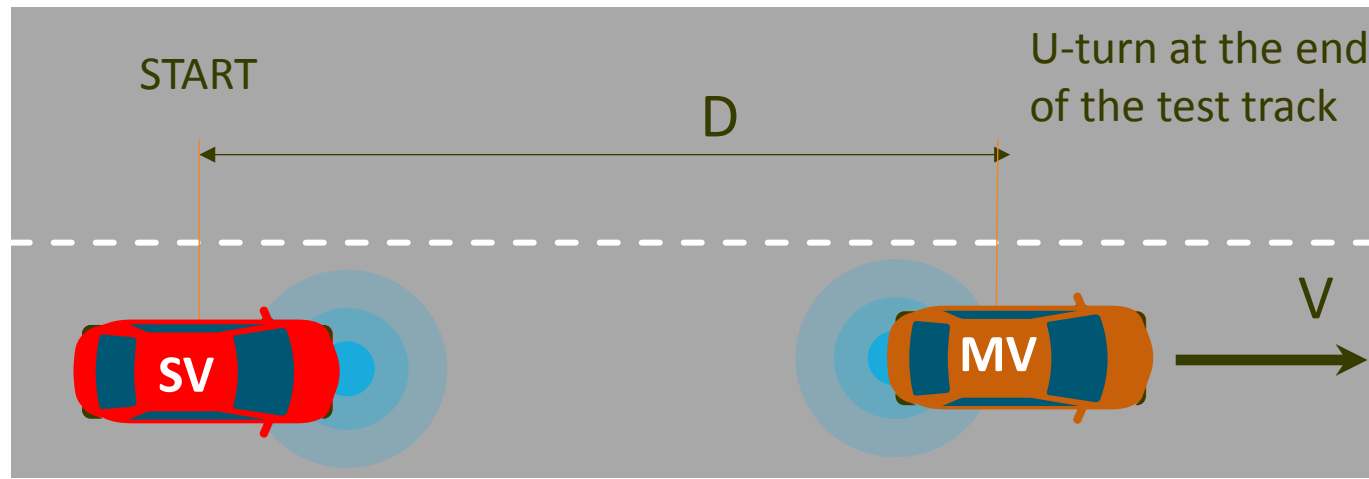 START
D
U-turn at the end
of the test track
V
SV
MV